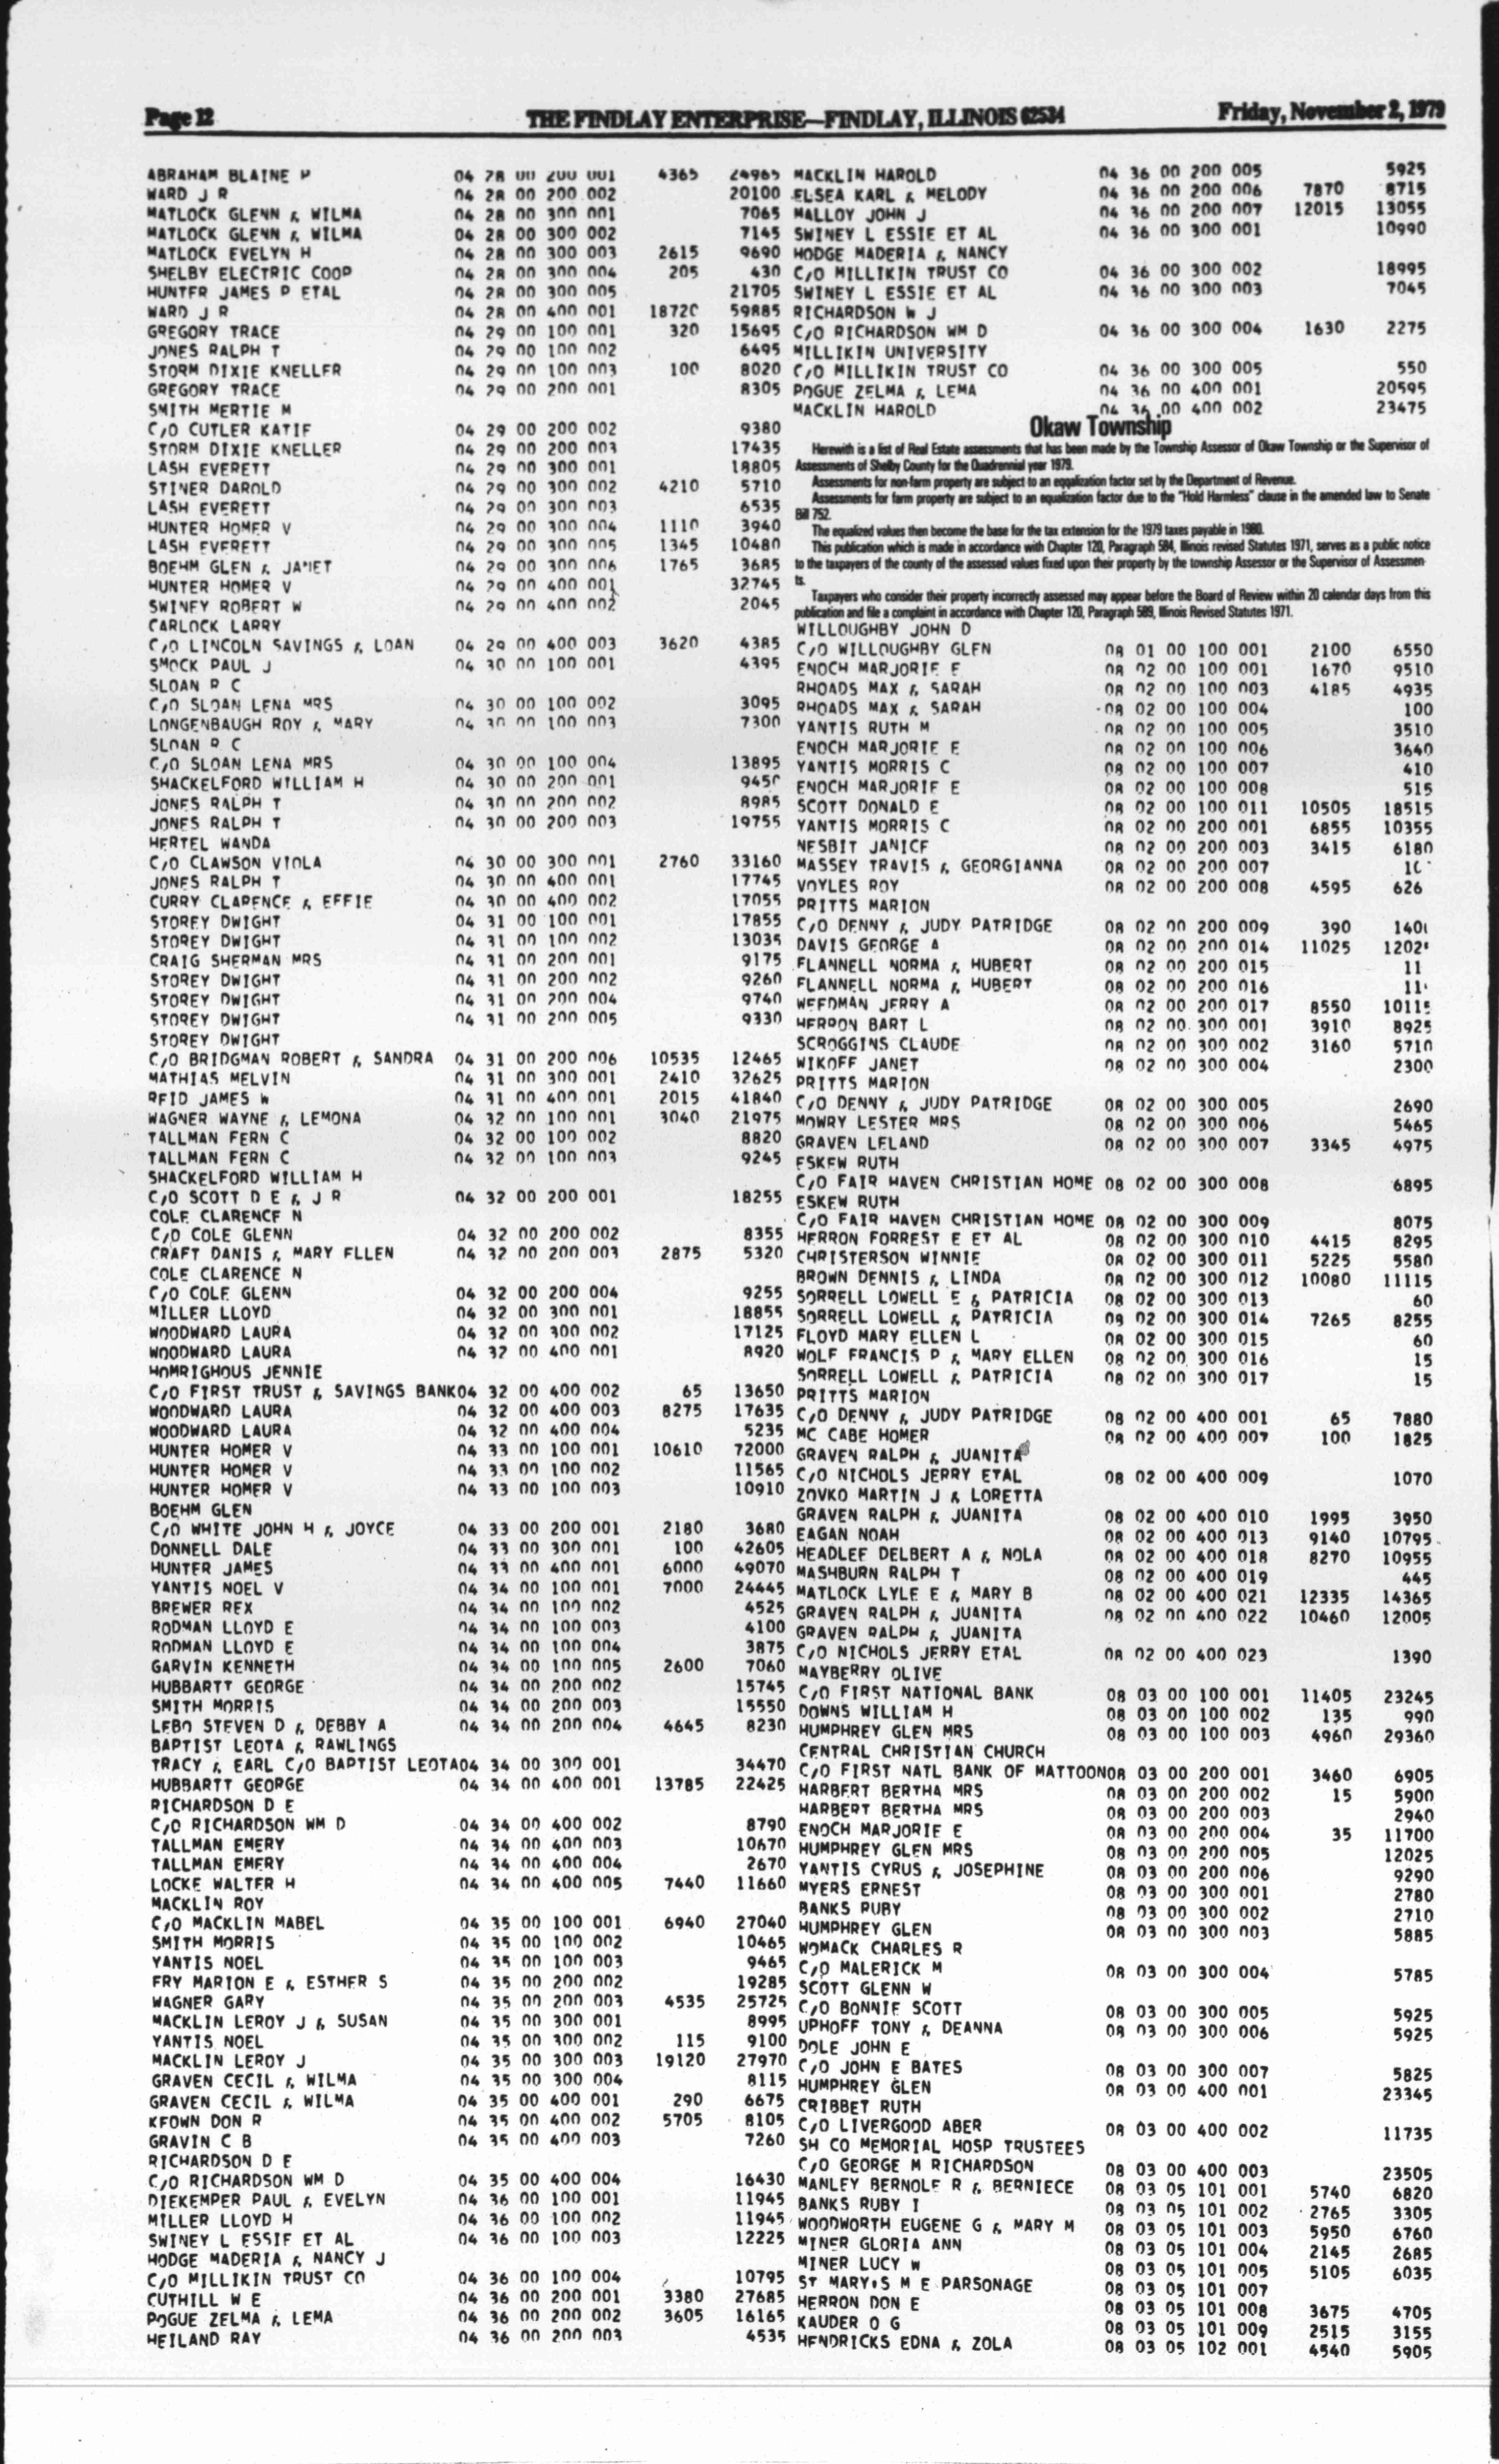 Page 12
THE FINDLAY ENTERPRISE—FINDLAY, ILLINOIS 62534
Friday, November 2, 1979
ABRAHAM BLAINE P 04 28 00 200 001 4365 24965
WARD J R 04 28 00 200 002 20100
MATLOCK GLENN & WILMA 04 28 00 300 001 7065
MATLOCK GLENN & WILMA 04 28 00 300 002 7145
MATLOCK EVELYN H 04 28 00 300 003 2615 9690
SHELBY ELECTRIC COOP 04 28 00 300 004 205 430
HUNTER JAMES P ETAL 04 28 00 300 005 21705
WARD J R 04 28 00 400 001 18720 59885
GREGORY TRACE 04 29 00 100 001 320 15695
JONES RALPH T 04 29 00 100 002 6495
STORM DIXIE KNELLER 04 29 00 100 003 100 8020
GREGORY TRACE 04 29 00 200 001 8305
SMITH MERTIE M
C/O CUTLER KATIE 04 29 00 200 002 9380
STORM DIXIE KNELLER 04 29 00 200 003 17435
LASH EVERETT 04 29 00 300 001 18805
STINER DAROLD 04 29 00 300 002 4210 5710
LASH EVERETT 04 29 00 300 003 6535
HUNTER HOMER V 04 29 00 300 004 1110 3940
LASH EVERETT 04 29 00 300 005 1345 10480
BOEHM GLEN & JANET 04 29 00 300 006 1765 3685
HUNTER HOMER V 04 29 00 400 001 32745
SWINEY ROBERT W 04 29 00 400 002 2045
CARLOCK LARRY
C/O LINCOLN SAVINGS & LOAN 04 29 00 400 003 3620 4385
SMOCK PAUL J 04 30 00 100 001 4395
SLOAN R C
C/O SLOAN LENA MRS 04 30 00 100 002 3095
LONGENBAUGH ROY & MARY 04 30 00 100 003 7300
SLOAN R C
C/O SLOAN LENA MRS 04 30 00 100 004 13895
SHACKELFORD WILLIAM H 04 30 00 200 001 9450
JONES RALPH T 04 30 00 200 002 8985
JONES RALPH T 04 30 00 200 003 19755
HERTEL WANDA
C/O CLAWSON VIOLA 04 30 00 300 001 2760 33160
JONES RALPH T 04 30 00 400 001 17745
CURRY CLARENCE & EFFIE 04 30 00 400 002 17055
STOREY DWIGHT 04 31 00 100 001 17855
STOREY DWIGHT 04 31 00 100 002 13035
CRAIG SHERMAN MRS 04 31 00 200 001 9175
STOREY DWIGHT 04 31 00 200 002 9260
STOREY DWIGHT 04 31 00 200 004 9740
STOREY DWIGHT 04 31 00 200 005 9330
STOREY DWIGHT
C/O BRIDGMAN ROBERT & SANDRA 04 31 00 200 006 10535 12465
MATHIAS MELVIN 04 31 00 300 001 2410 32625
REID JAMES W 04 31 00 400 001 2015 41840
WAGNER WAYNE & LEMONA 04 32 00 100 001 3040 21975
TALLMAN FERN C 04 32 00 100 002 8820
TALLMAN FERN C 04 32 00 100 003 9245
SHACKELFORD WILLIAM H
C/O SCOTT D E & J R 04 32 00 200 001 18255
COLE CLARENCE N
C/O COLE GLENN 04 32 00 200 002 8355
CRAFT DANIS & MARY ELLEN 04 32 00 200 003 2875 5320
COLE CLARENCE N
C/O COLE GLENN 04 32 00 200 004 9255
MILLER LLOYD 04 32 00 300 001 18855
WOODWARD LAURA 04 32 00 300 002 17125
WOODWARD LAURA 04 32 00 400 001 8920
HOMRIGHOUS JENNIE
C/O FIRST TRUST & SAVINGS BANK04 32 00 400 002 65 13650
WOODWARD LAURA 04 32 00 400 003 8275 17635
WOODWARD LAURA 04 32 00 400 004 5235
HUNTER HOMER V 04 33 00 100 001 10610 72000
HUNTER HOMER V 04 33 00 100 002 11565
HUNTER HOMER V 04 33 00 100 003 10910
BOEHM GLEN
C/O WHITE JOHN H & JOYCE 04 33 00 200 001 2180 3680
DONNELL DALE 04 33 00 300 001 100 42605
HUNTER JAMES 04 33 00 400 001 6000 49070
YANTIS NOEL V 04 34 00 100 001 7000 24445
BREWER REX 04 34 00 100 002 4525
RODMAN LLOYD E 04 34 00 100 003 4100
RODMAN LLOYD E 04 34 00 100 004 3875
GARVIN KENNETH 04 34 00 100 005 2600 7060
HUBBARTT GEORGE 04 34 00 200 002 15745
SMITH MORRIS 04 34 00 200 003 15550
LEBO STEVEN D & DEBBY A 04 34 00 200 004 4645 8230
BAPTIST LEOTA & RAWLINGS
TRACY & EARL C/O BAPTIST LEOTA04 34 00 300 001 34470
HUBBARTT GEORGE 04 34 00 400 001 13785 22425
RICHARDSON D E
C/O RICHARDSON WM D 04 34 00 400 002 8790
TALLMAN EMERY 04 34 00 400 003 10670
TALLMAN EMERY 04 34 00 400 004 2670
LOCKE WALTER H 04 34 00 400 005 7440 11660
MACKLIN ROY
C/O MACKLIN MABEL 04 35 00 100 001 6940 27040
SMITH MORRIS 04 35 00 100 002 10465
YANTIS NOEL 04 35 00 100 003 9465
FRY MARION E & ESTHER S 04 35 00 200 002 19285
WAGNER GARY 04 35 00 200 003 4535 25725
MACKLIN LEROY J & SUSAN 04 35 00 300 001 8995
YANTIS NOEL 04 35 00 300 002 115 9100
MACKLIN LEROY J 04 35 00 300 003 19120 27970
GRAVEN CECIL & WILMA 04 35 00 300 004 8115
GRAVEN CECIL & WILMA 04 35 00 400 001 290 6675
KEOWN DON R 04 35 00 400 002 5705 8105
GRAVIN C B 04 35 00 400 003 7260
RICHARDSON D E
C/O RICHARDSON WM D 04 35 00 400 004 16430
DIEKEMPER PAUL & EVELYN 04 36 00 100 001 11945
MILLER LLOYD H 04 36 00 100 002 11945
SWINEY L ESSIE ET AL 04 36 00 100 003 12225
HODGE MADERIA & NANCY J
C/O MILLIKIN TRUST CO 04 36 00 100 004 10795
CUTHILL W E 04 36 00 200 001 3380 27685
POGUE ZELMA & LEMA 04 36 00 200 002 3605 16165
HEILAND RAY 04 36 00 200 003 4535
MACKLIN HAROLD 04 36 00 200 005 5925
ELSEA KARL & MELODY 04 36 00 200 006 7870 8715
MALLOY JOHN J 04 36 00 200 007 12015 13055
SWINEY L ESSIE ET AL 04 36 00 300 001 10990
HODGE MADERIA & NANCY
C/O MILLIKIN TRUST CO 04 36 00 300 002 18995
SWINEY L ESSIE ET AL 04 36 00 300 003 7045
RICHARDSON W J
C/O RICHARDSON WM D 04 36 00 300 004 1630 2275
MILLIKIN UNIVERSITY
C/O MILLIKIN TRUST CO 04 36 00 300 005 550
POGUE ZELMA & LEMA 04 36 00 400 001 20595
MACKLIN HAROLD 04 36 00 400 002 23475
Okaw Township
Herewith is a list of Real Estate assessments that has been made by the Township Assessor of Okaw Township or the Supervisor of
Assessments of Shelby County for the Quadrennial year 1979.
Assessments for non-farm property are subject to an eqqalization factor set by the Department of Revenue.
Assessments for farm property are subject to an equalization factor due to the "Hold Harmless" clause in the amended law to Senate
Bill 752.
The equalized values then become the base for the tax extension for the 1979 taxes payable in 1980.
This publication which is made in accordance with Chapter 120, Paragraph 584, Illinois revised Statutes 1971, serves as a public notice
to the taxpayers of the county of the assessed values fixed upon their property by the township Assessor or the Supervisor of Assessmen-
ts.
Taxpayers who consider their property incorrectly assessed may appear before the Board of Review within 20 calendar days from this
publication and file a complaint in accordance with Chapter 120, Paragraph 589, Illinois Revised Statutes 1971.
WILLOUGHBY JOHN D
C/O WILLOUGHBY GLEN 08 01 00 100 001 2100 6550
ENOCH MARJORIE E 08 02 00 100 001 1670 9510
RHOADS MAX & SARAH 08 02 00 100 003 4185 4935
RHOADS MAX & SARAH 08 02 00 100 004 100
YANTIS RUTH M 08 02 00 100 005 3510
ENOCH MARJORIE E 08 02 00 100 006 3640
YANTIS MORRIS C 08 02 00 100 007 410
ENOCH MARJORIE E 08 02 00 100 008 515
SCOTT DONALD E 08 02 00 100 011 10505 18515
YANTIS MORRIS C 08 02 00 200 001 6855 10355
NESBIT JANICE 08 02 00 200 003 3415 6180
MASSEY TRAVIS & GEORGIANNA 08 02 00 200 007
VOYLES ROY 08 02 00 200 008 4595 626
PRITTS MARION
C/O DENNY & JUDY PATRIDGE 08 02 00 200 009 390
DAVIS GEORGE A 08 02 00 200 014 11025
FLANNELL NORMA & HUBERT 08 02 00 200 015 11
FLANNELL NORMA & HUBERT 08 02 00 200 016 11
WEEDMAN JERRY A 08 02 00 200 017 8550 10115
HERRON BART L 08 02 00 300 001 3910 8925
SCROGGINS CLAUDE 08 02 00 300 002 3160 5710
WIKOFF JANET 08 02 00 300 004 2300
PRITTS MARION
C/O DENNY & JUDY PATRIDGE 08 02 00 300 005 2690
MOWRY LESTER MRS 08 02 00 300 006 5465
GRAVEN LELAND 08 02 00 300 007 3345 4975
ESKEW RUTH
C/O FAIR HAVEN CHRISTIAN HOME 08 02 00 300 008 6895
ESKEW RUTH
C/O FAIR HAVEN CHRISTIAN HOME 08 02 00 300 009 8075
HERRON FORREST E ET AL 08 02 00 300 010 4415 8295
CHRISTERSON WINNIE 08 02 00 300 011 5225 5580
BROWN DENNIS & LINDA 08 02 00 300 012 10080 11115
SORRELL LOWELL E & PATRICIA 08 02 00 300 013 60
SORRELL LOWELL & PATRICIA 08 02 00 300 014 7265 8255
FLOYD MARY ELLEN L 08 02 00 300 015 60
WOLF FRANCIS P & MARY ELLEN 08 02 00 300 016 15
SORRELL LOWELL & PATRICIA 08 02 00 300 017 15
PRITTS MARION
C/O DENNY & JUDY PATRIDGE 08 02 00 400 001 65 7880
MC CABE HOMER 08 02 00 400 007 100 1825
GRAVEN RALPH & JUANITA
C/O NICHOLS JERRY ETAL 08 02 00 400 009 1070
ZOVKO MARTIN J & LORETTA
GRAVEN RALPH & JUANITA 08 02 00 400 010 1995 3950
EAGAN NOAH 08 02 00 400 013 9140 10795
HEADLEE DELBERT A & NOLA 08 02 00 400 018 8270 10955
MASHBURN RALPH T 08 02 00 400 019 445
MATLOCK LYLE E & MARY B 08 02 00 400 021 12335 14365
GRAVEN RALPH & JUANITA 08 02 00 400 022 10460 12005
GRAVEN RALPH & JUANITA
C/O NICHOLS JERRY ETAL 08 02 00 400 023 1390
MAYBERRY OLIVE
C/O FIRST NATIONAL BANK 08 03 00 100 001 11405 23245
DOWNS WILLIAM H 08 03 00 100 002 135 990
HUMPHREY GLEN MRS 08 03 00 100 003 4960 29360
CENTRAL CHRISTIAN CHURCH
C/O FIRST NATL BANK OF MATTOON08 03 00 200 001 3460 6905
HARBERT BERTHA MRS 08 03 00 200 002 15 5900
HARBERT BERTHA MRS 08 03 00 200 003 2940
ENOCH MARJORIE E 08 03 00 200 004 35 11700
HUMPHREY GLEN MRS 08 03 00 200 005 12025
YANTIS CYRUS & JOSEPHINE 08 03 00 200 006 9290
MYERS ERNEST 08 03 00 300 001 2780
BANKS RUBY 08 03 00 300 002 2710
HUMPHREY GLEN 08 03 00 300 003 5885
WOMACK CHARLES R
C/O MALERICK M 08 03 00 300 004 5785
SCOTT GLENN W
C/O BONNIE SCOTT 08 03 00 300 005 5925
UPHOFF TONY & DEANNA 08 03 00 300 006 5925
DOLE JOHN E
C/O JOHN E BATES 08 03 00 300 007 5825
HUMPHREY GLEN 08 03 00 400 001 23345
CRIBBET RUTH
C/O LIVERGOOD ABER 08 03 00 400 002 11735
SH CO MEMORIAL HOSP TRUSTEES
C/O GEORGE M RICHARDSON 08 03 00 400 003 23505
MANLEY BERNOLE R & BERNIECE 08 03 05 101 001 5740 6820
BANKS RUBY I 08 03 05 101 002 2765 3305
WOODWORTH EUGENE G & MARY M 08 03 05 101 003 5950 6760
MINER GLORIA ANN 08 03 05 101 004 2145 2685
MINER LUCY W 08 03 05 101 005 5105 6035
ST MARY'S M E PARSONAGE 08 03 05 101 007
HERRON DON E 08 03 05 101 008 3675 4705
KAUDER O G 08 03 05 101 009 2515 3155
HENDRICKS EDNA & ZOLA 08 03 05 102 001 4540 5905